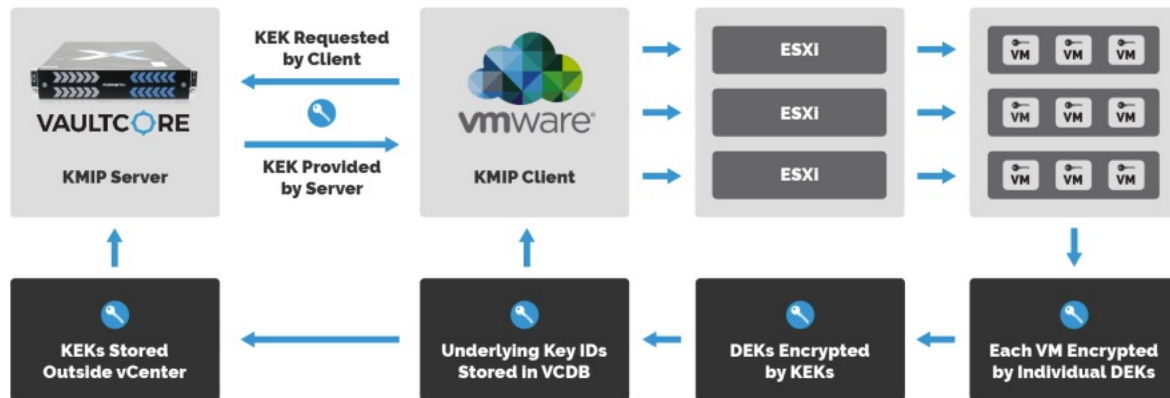 KEK Requested
by Client
VAULTCORE
KMIP Server
KEK Provided
by Server
vmware®
KMIP Client
ESXi
ESXi
ESXi
VM VM VM
VM VM VM
VM VM VM
KEKs Stored
Outside vCenter
Underlying Key IDs
Stored in VCDB
DEKs Encrypted
by KEKs
Each VM Encrypted
by Individual DEKs